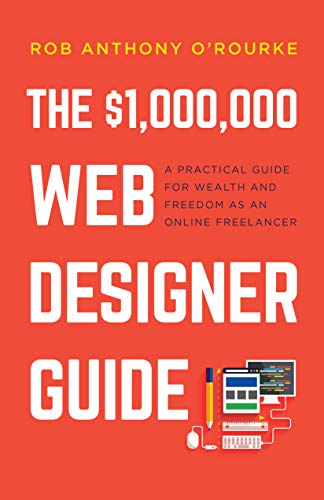 ROB ANTHONY O'ROURKE
THE $1,000,000
WEB
A PRACTICAL GUIDE
FOR WEALTH AND
FREEDOM AS AN
ONLINE FREELANCER
DESIGNER
GUIDE